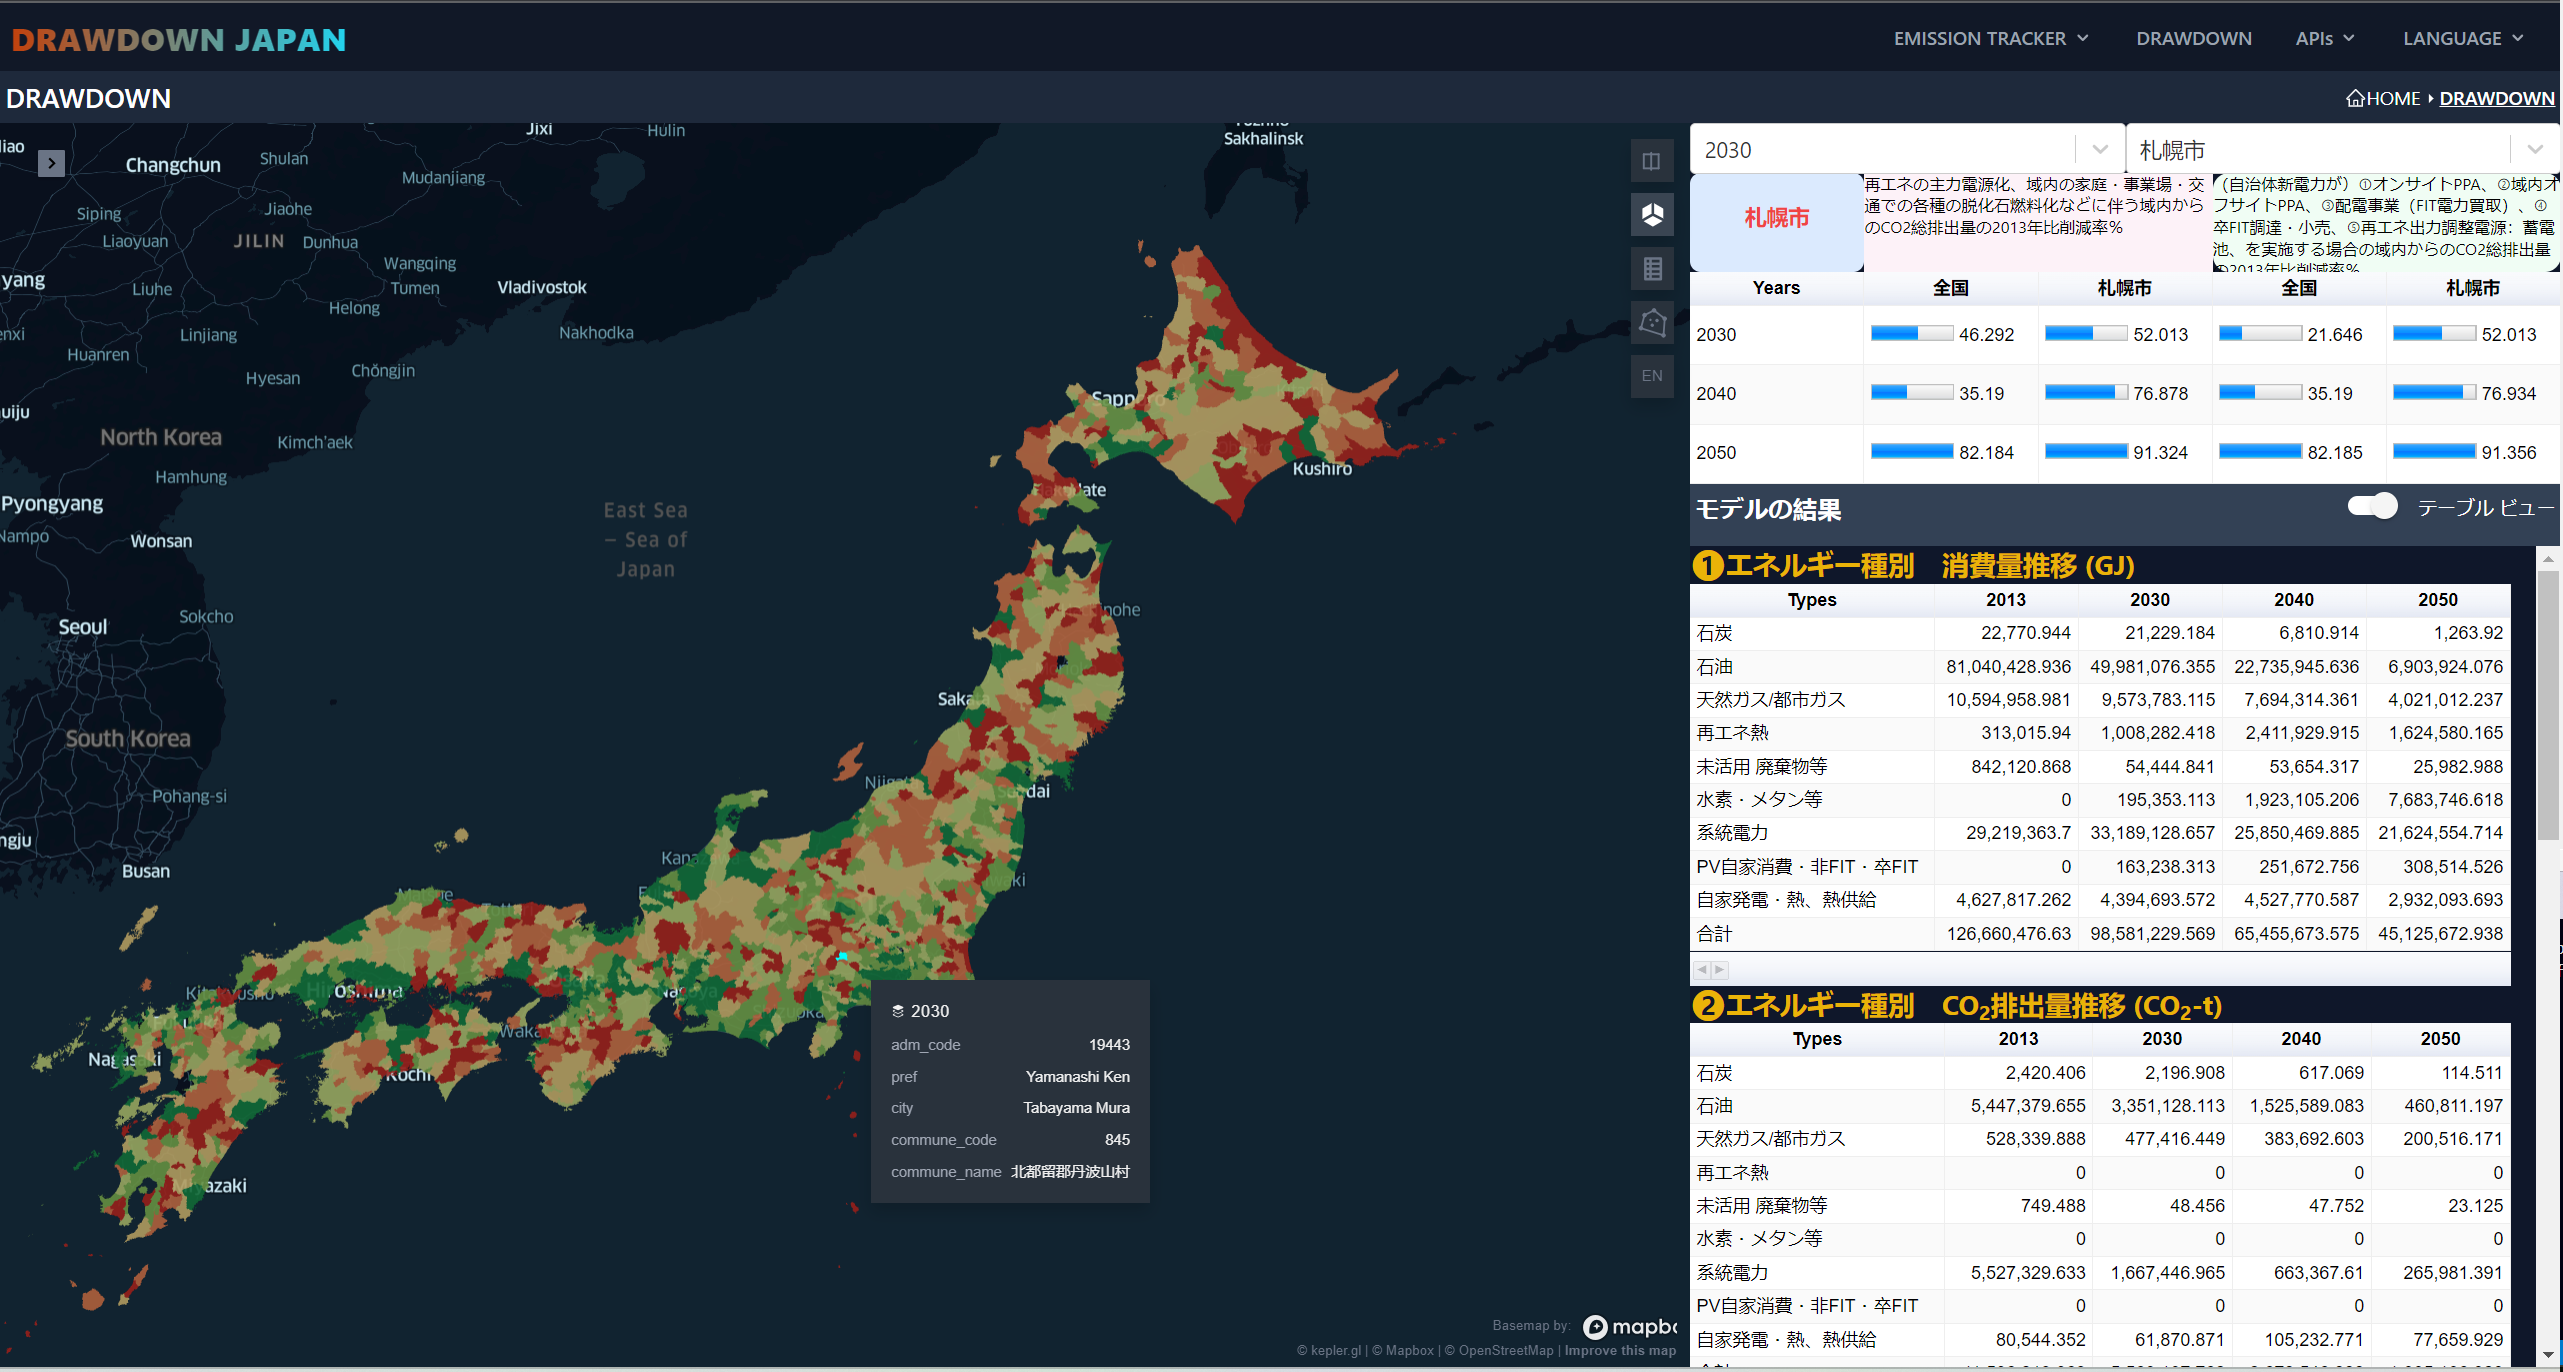 DRAWDOWN JAPAN
EMISSION TRACKER
DRAWDOWN
APIs
LANGUAGE
DRAWDOWN
HOME
DRAWDOWN
Jixi
Hulin
Sakhalinsk
Changchun
Shulan
Mudanjiang
Siping
Jiaohe
Liaoyuan
JILIN
Dunhua
Wangqing
Tumen
Vladivostok
Liuhe
Helong
Linjiang
Nakhodka
Huanren
Hyesan
Chŏngjin
North Korea
Kimch'aek
Hamhung
Pyongyang
Nampo
Wonsan
East Sea
– Sea of
Japan
Sokcho
Seoul
South Korea
Pohang-si
Busan
Kushiro
Nagasaki
Kochi
Hiroshima
EN
2030
adm_code 19443
pref Yamanashi Ken
city Tabayama Mura
commune_code 845
commune_name 北都留郡丹波山村
Basemap by:
© kepler.gl | © Mapbox | © OpenStreetMap | Improve this map
2030
札幌市
札幌市
再エネの主力電源化、域内の家庭・事業場・交
通での各種の脱化石燃料化などに伴う域内から
のCO2総排出量の2013年比削減率％
（自治体新電力が）①オンサイトPPA、②域内オ
フサイトPPA、③配電事業（FIT電力買取）、④
卒FIT調達・小売、⑤再エネ出力調整電源：蓄電
池、を実施する場合の域内からのCO2総排出量
の2013年比削減率％
Years 全国 札幌市 全国 札幌市
2030 46.292 52.013 21.646 52.013
2040 35.19 76.878 35.19 76.934
2050 82.184 91.324 82.185 91.356
モデルの結果
テーブル ビュー
❶エネルギー種別 消費量推移 (GJ)
Types 2013 2030 2040 2050
石炭 22,770.944 21,229.184 6,810.914 1,263.92
石油 81,040,428.936 49,981,076.355 22,735,945.636 6,903,924.076
天然ガス/都市ガス 10,594,958.981 9,573,783.115 7,694,314.361 4,021,012.237
再エネ熱 313,015.94 1,008,282.418 2,411,929.915 1,624,580.165
未活用 廃棄物等 842,120.868 54,444.841 53,654.317 25,982.988
水素・メタン等 0 195,353.113 1,923,105.206 7,683,746.618
系統電力 29,219,363.7 33,189,128.657 25,850,469.885 21,624,554.714
PV自家消費・非FIT・卒FIT 0 163,238.313 251,672.756 308,514.526
自家発電・熱、熱供給 4,627,817.262 4,394,693.572 4,527,770.587 2,932,093.693
合計 126,660,476.63 98,581,229.569 65,455,673.575 45,125,672.938
❷エネルギー種別 CO₂排出量推移 (CO₂-t)
Types 2013 2030 2040 2050
石炭 2,420.406 2,196.908 617.069 114.511
石油 5,447,379.655 3,351,128.113 1,525,589.083 460,811.197
天然ガス/都市ガス 528,339.888 477,416.449 383,692.603 200,516.171
再エネ熱 0 0 0 0
未活用 廃棄物等 749.488 48.456 47.752 23.125
水素・メタン等 0 0 0 0
系統電力 5,527,329.633 1,667,446.965 663,367.61 265,981.391
PV自家消費・非FIT・卒FIT 0 0 0 0
自家発電・熱、熱供給 80,544.352 61,870.871 105,232.771 77,659.929